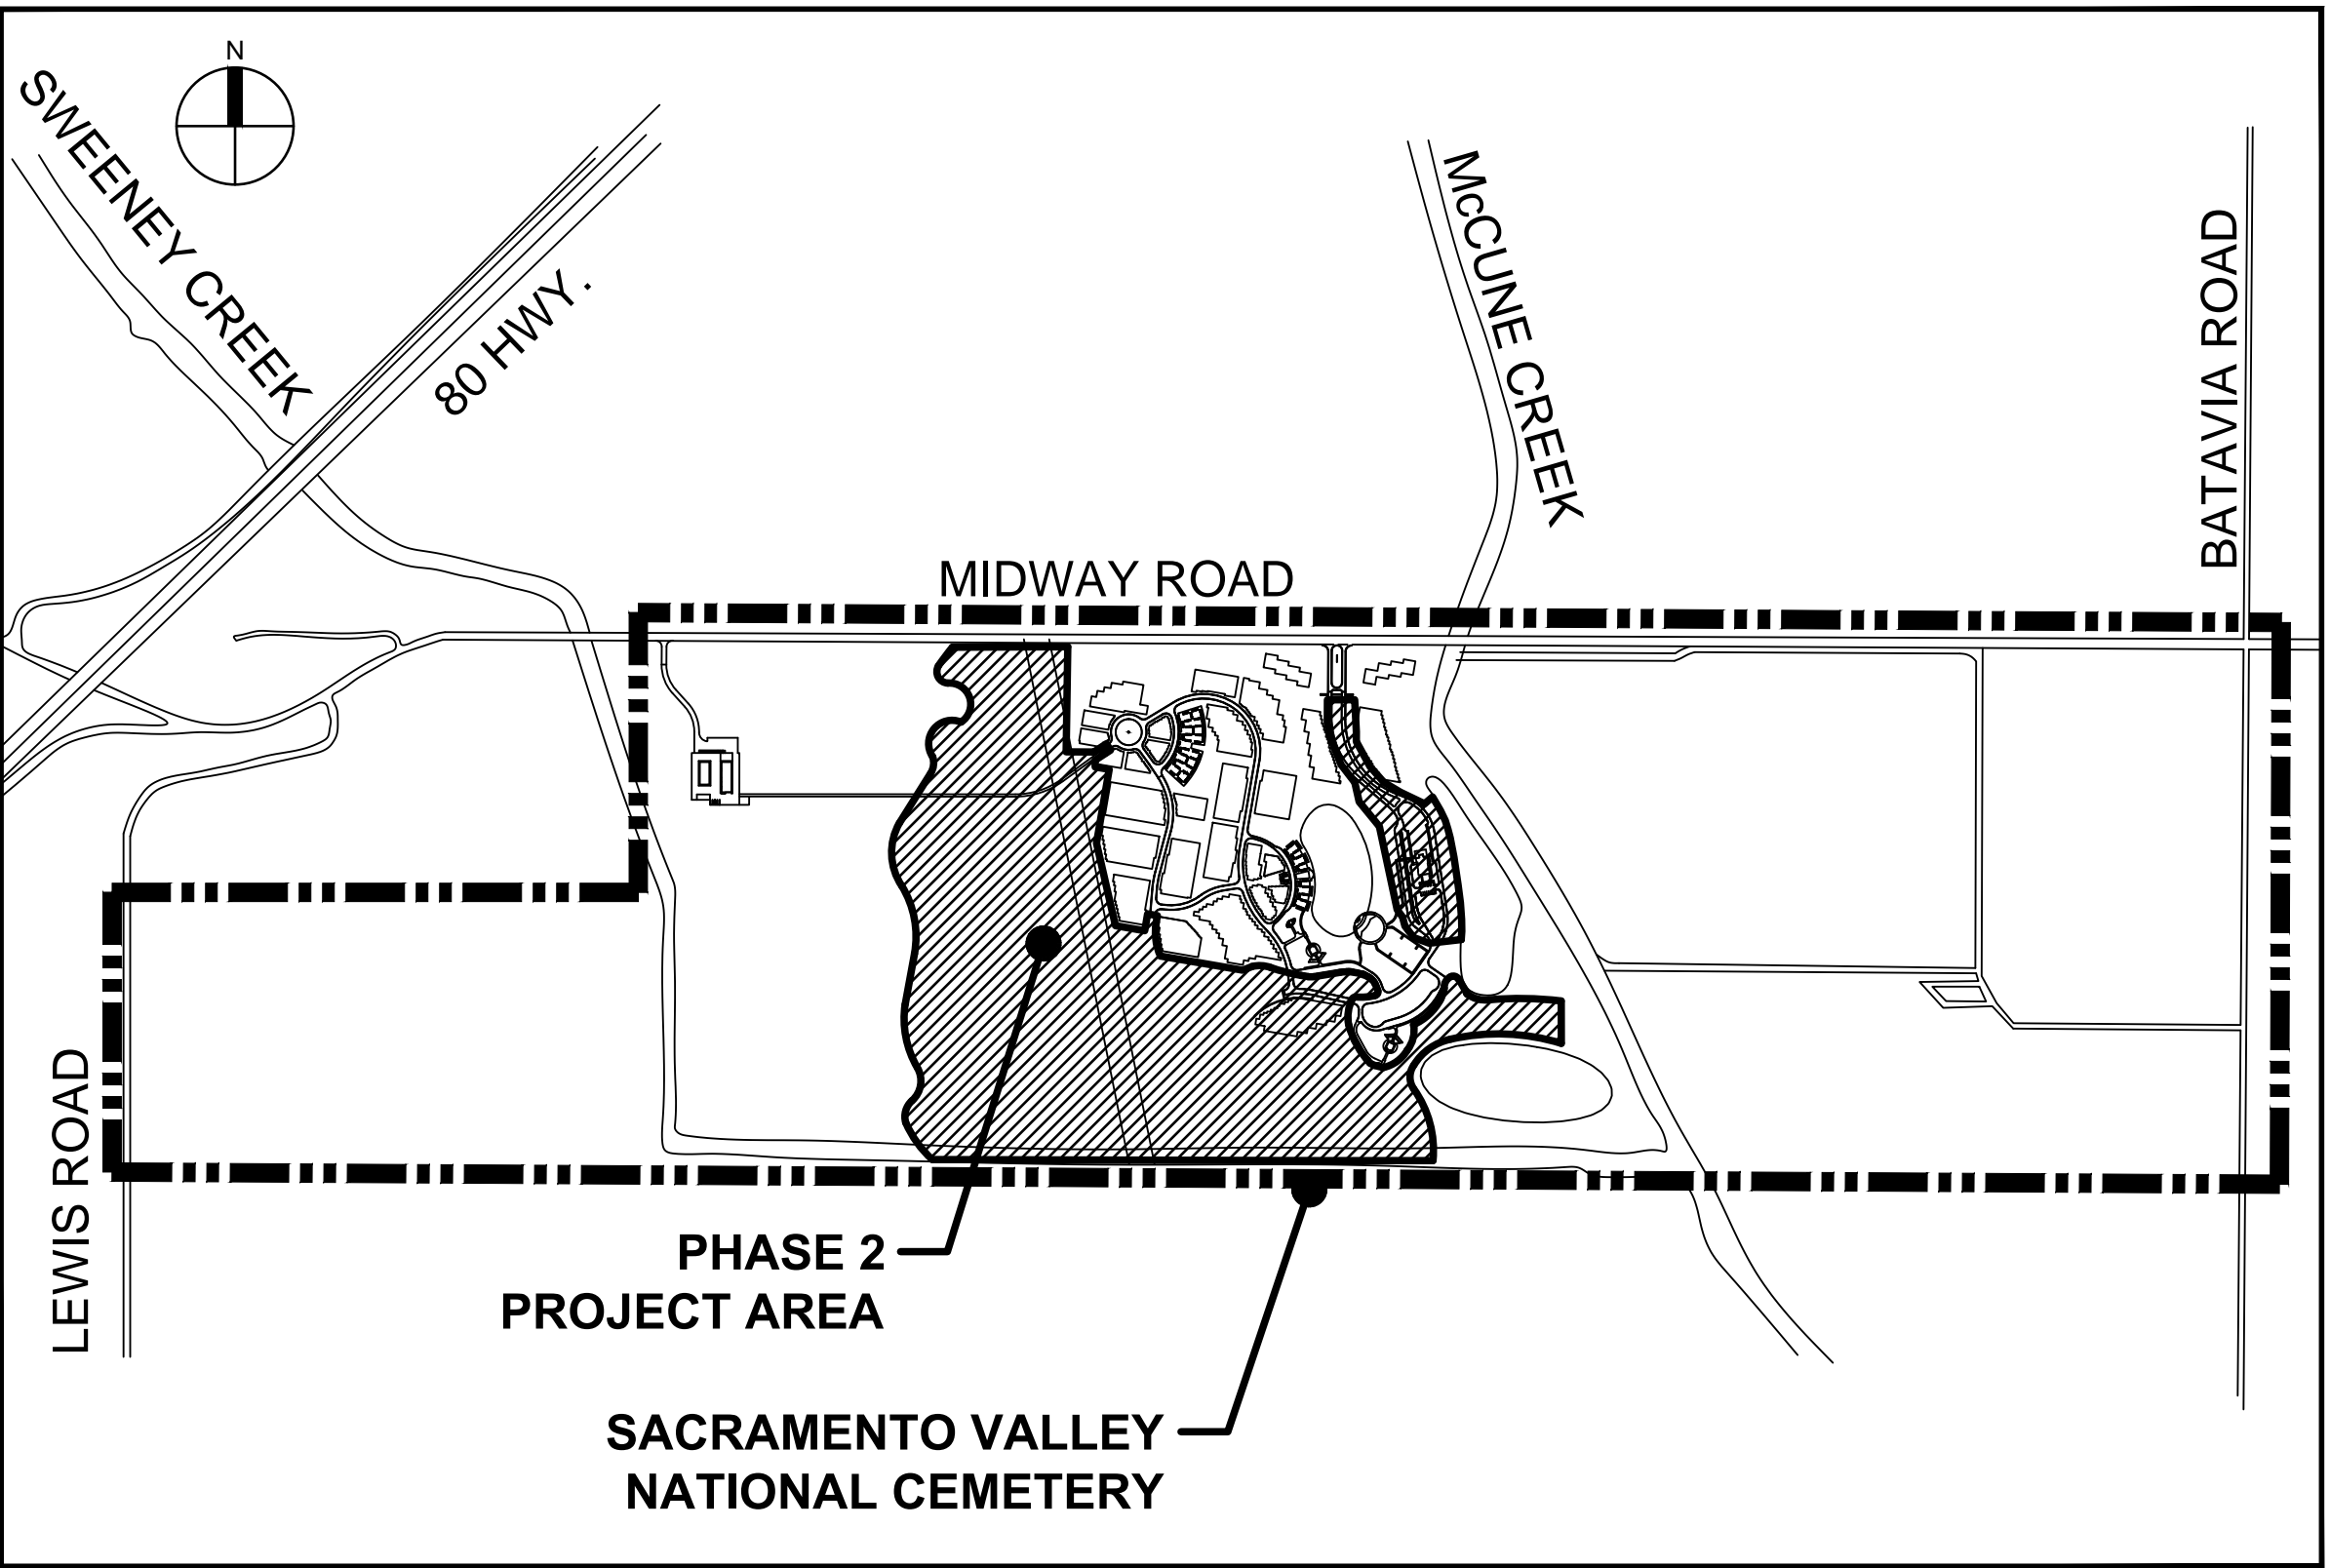 N
SWEENEY CREEK
80 HWY.
McCUNE CREEK
BATAVIA ROAD
MIDWAY ROAD
LEWIS ROAD
PHASE 2
PROJECT AREA
SACRAMENTO VALLEY
NATIONAL CEMETERY